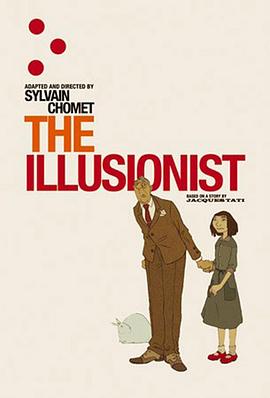 ADAPTED AND DIRECTED BY
SYLVAIN
CHOMET
THE
ILLUSIONIST
BASED ON A STORY BY
JACQUES TATI